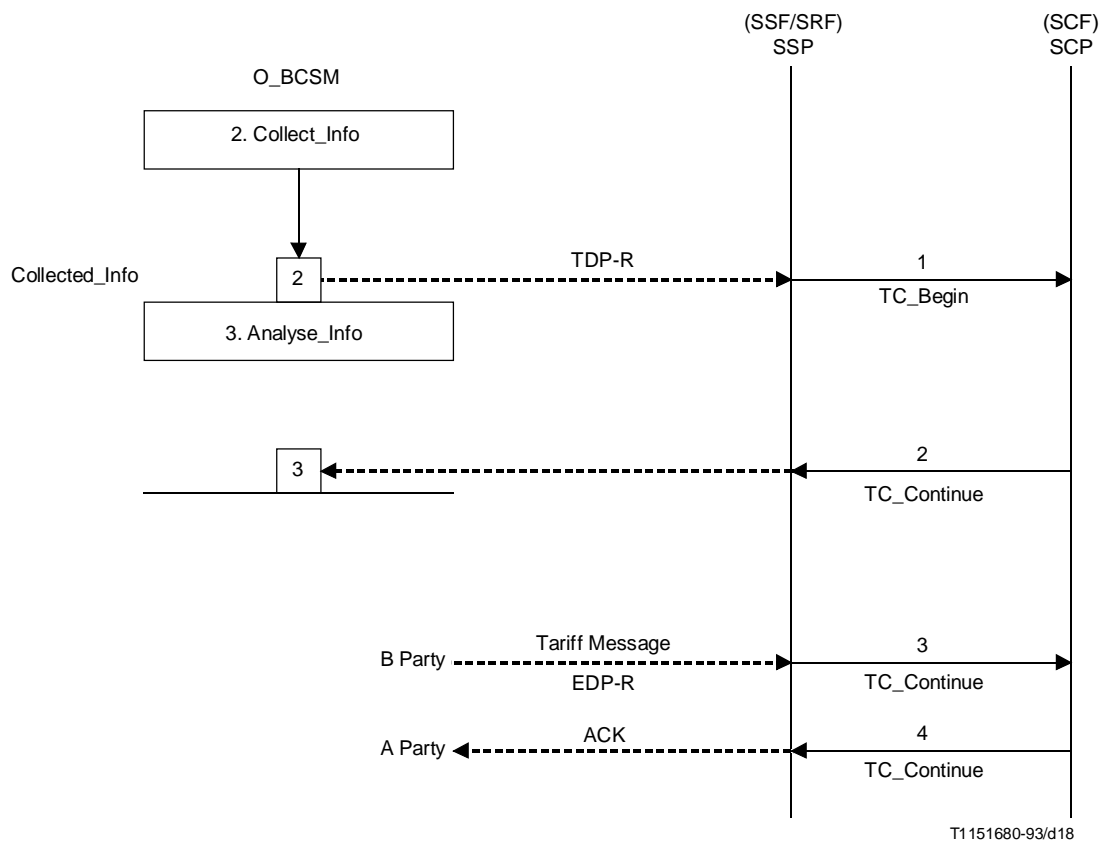 (SSF/SRF)
SSP
(SCF)
SCP
O_BCSM
2. Collect_Info
Collected_Info
2
TDP-R
1
TC_Begin
3. Analyse_Info
3
2
TC_Continue
B Party
Tariff Message
EDP-R
3
TC_Continue
A Party
ACK
4
TC_Continue
T1151680-93/d18